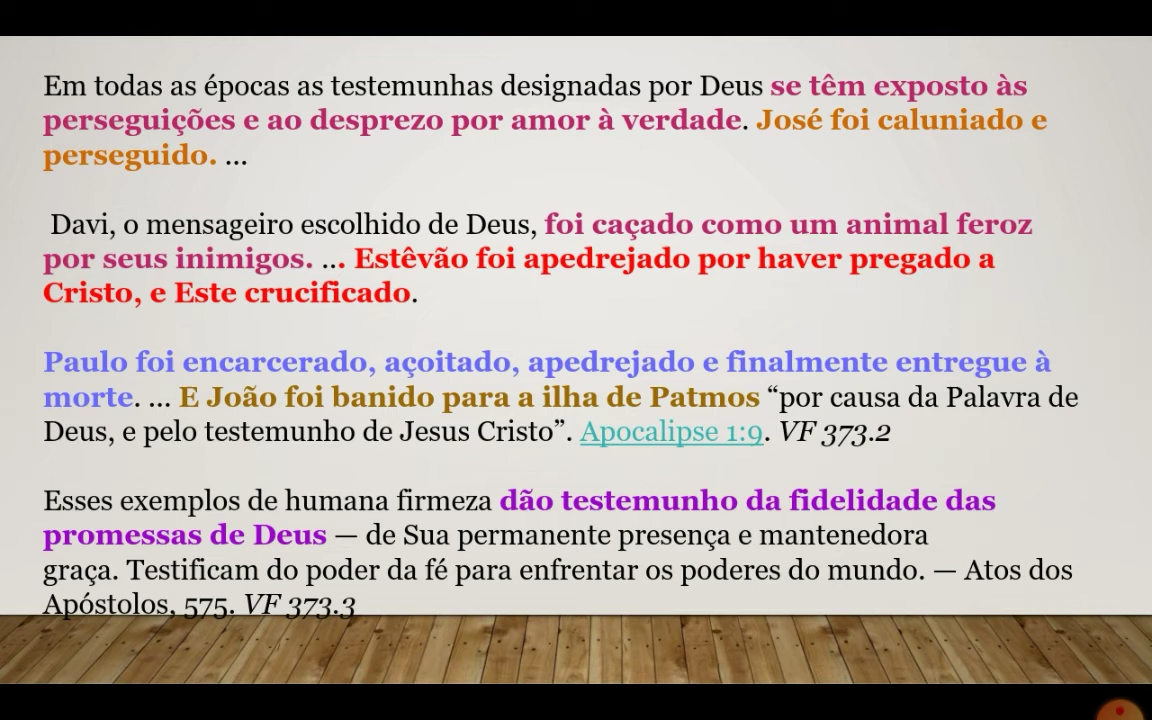 Em todas as épocas as testemunhas designadas por Deus se têm exposto às
perseguições e ao desprezo por amor à verdade. José foi caluniado e
perseguido. ...
Davi, o mensageiro escolhido de Deus, foi caçado como um animal feroz
por seus inimigos. ... Estêvão foi apedrejado por haver pregado a
Cristo, e Este crucificado.
Paulo foi encarcerado, açoitado, apedrejado e finalmente entregue à
morte. ... E João foi banido para a ilha de Patmos “por causa da Palavra de
Deus, e pelo testemunho de Jesus Cristo”. Apocalipse 1:9. VF 373.2
Esses exemplos de humana firmeza dão testemunho da fidelidade das
promessas de Deus — de Sua permanente presença e mantenedora
graça. Testificam do poder da fé para enfrentar os poderes do mundo. — Atos dos
Apóstolos, 575. VF 373.3